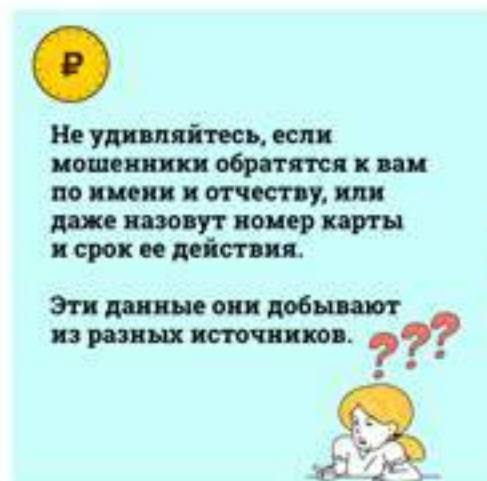 ₽
Не удивляйтесь, если
мошенники обратятся к вам
по имени и отчеству, или
даже назовут номер карты
и срок ее действия.
Эти данные они добывают
из разных источников.
???